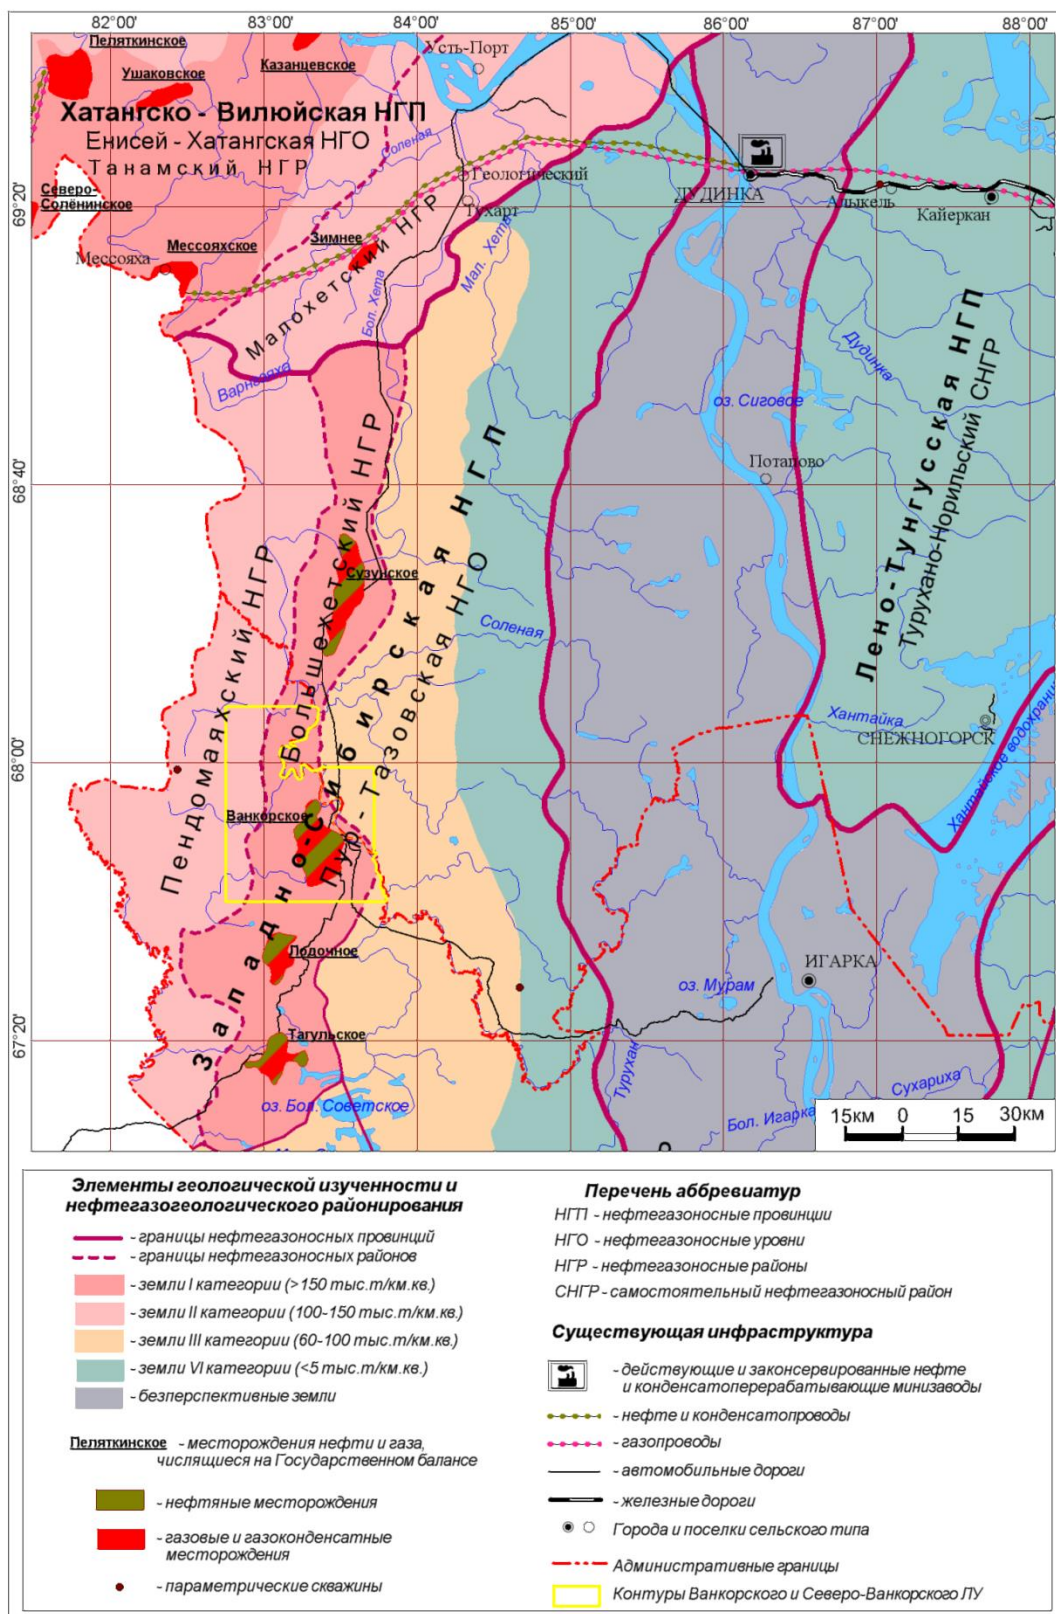 82°00'
83°00'
84°00'
85°00'
86°00'
87°00'
88°00'
69°20'
68°40'
68°00'
67°20'
Пеляткинское
Ушаковское
Казанцевское
Усть-Порт
Хатангско - Вилюйская НГП
Енисей - Хатангская НГО
Танамский НГР
Соленая
Геологический
Тухарт
ДУДИНКА
Алыкель
Кайеркан
Северо-
Солёнинское
Мессояхское
Мессояха
Зимнее
Малохетский НГР
Бол. Хета
Мал. Хета
Варнгэяха
Дудинка
оз. Сиговое
Потапово
Лено-Тунгусская НГП
Турухано-Норильский СНГР
Сузунское
Большехетский НГР
Пендомаяхский НГР
Западно-Сибирская НГП
Пур-Тазовская НГО
Соленая
Хантайка
СНЕЖНОГОРСК
Хантайское водохранил
Ванкорское
Лодочное
Тагульское
ИГАРКА
оз. Мурам
Турухан
оз. Бол. Советское
Бол. Игарка
Сухариха
15км 0 15 30км
Элементы геологической изученности и
нефтегазогеологического районирования
- границы нефтегазоносных провинций
- границы нефтегазоносных районов
- земли I категории (>150 тыс.т/км.кв.)
- земли II категории (100-150 тыс.т/км.кв.)
- земли III категории (60-100 тыс.т/км.кв.)
- земли VI категории (<5 тыс.т/км.кв.)
- безперспективные земли
Пеляткинское - месторождения нефти и газа,
числящиеся на Государственном балансе
- нефтяные месторождения
- газовые и газоконденсатные
месторождения
- параметрические скважины
Перечень аббревиатур
НГП - нефтегазоносные провинции
НГО - нефтегазоносные уровни
НГР - нефтегазоносные районы
СНГР - самостоятельный нефтегазоносный район
Существующая инфраструктура
- действующие и законсервированные нефте
и конденсатоперерабатывающие минизаводы
- нефте и конденсатопроводы
- газопроводы
- автомобильные дороги
- железные дороги
Города и поселки сельского типа
Административные границы
Контуры Ванкорского и Северо-Ванкорского ЛУ